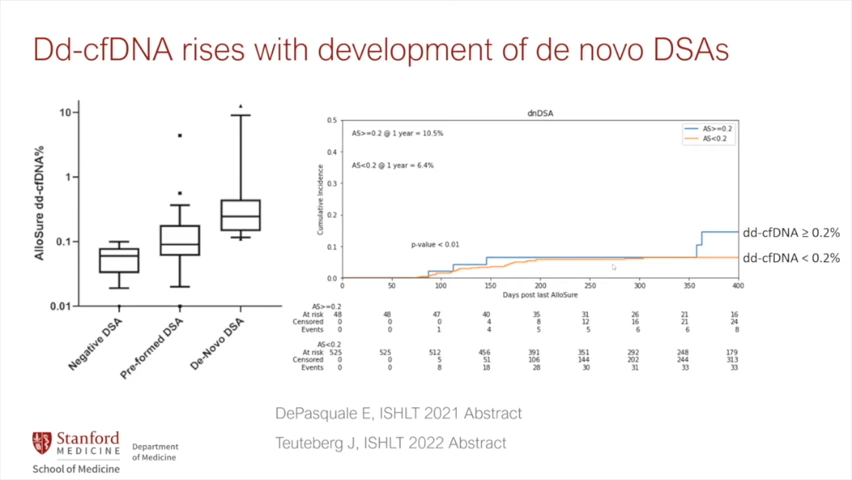 Dd-cfDNA rises with development of de novo DSAs
AlloSure dd-cfDNA%
10
1
0.1
0.01
Negative DSA
Pre-formed DSA
De-Novo DSA
dnDSA
Cumulative Incidence
0.5
0.4
0.3
0.2
0.1
0.0
AS>=0.2 @ 1 year = 10.5%
AS<0.2 @ 1 year = 6.4%
p-value < 0.01
AS>=0.2
AS<0.2
dd-cfDNA ≥ 0.2%
dd-cfDNA < 0.2%
0 50 100 150 200 250 300 350 400
Days post last AlloSure
AS>=0.2
At risk 48 48 47 40 35 31 26 21 16
Censored 0 0 0 4 8 12 16 21 24
Events 0 0 1 4 5 5 6 6 8
AS<0.2
At risk 525 525 512 456 391 351 292 248 179
Censored 0 0 5 51 106 144 202 244 313
Events 0 0 8 18 28 30 31 33 33
DePasquale E, ISHLT 2021 Abstract
Teuteberg J, ISHLT 2022 Abstract
Stanford
MEDICINE
School of Medicine
Department
of Medicine